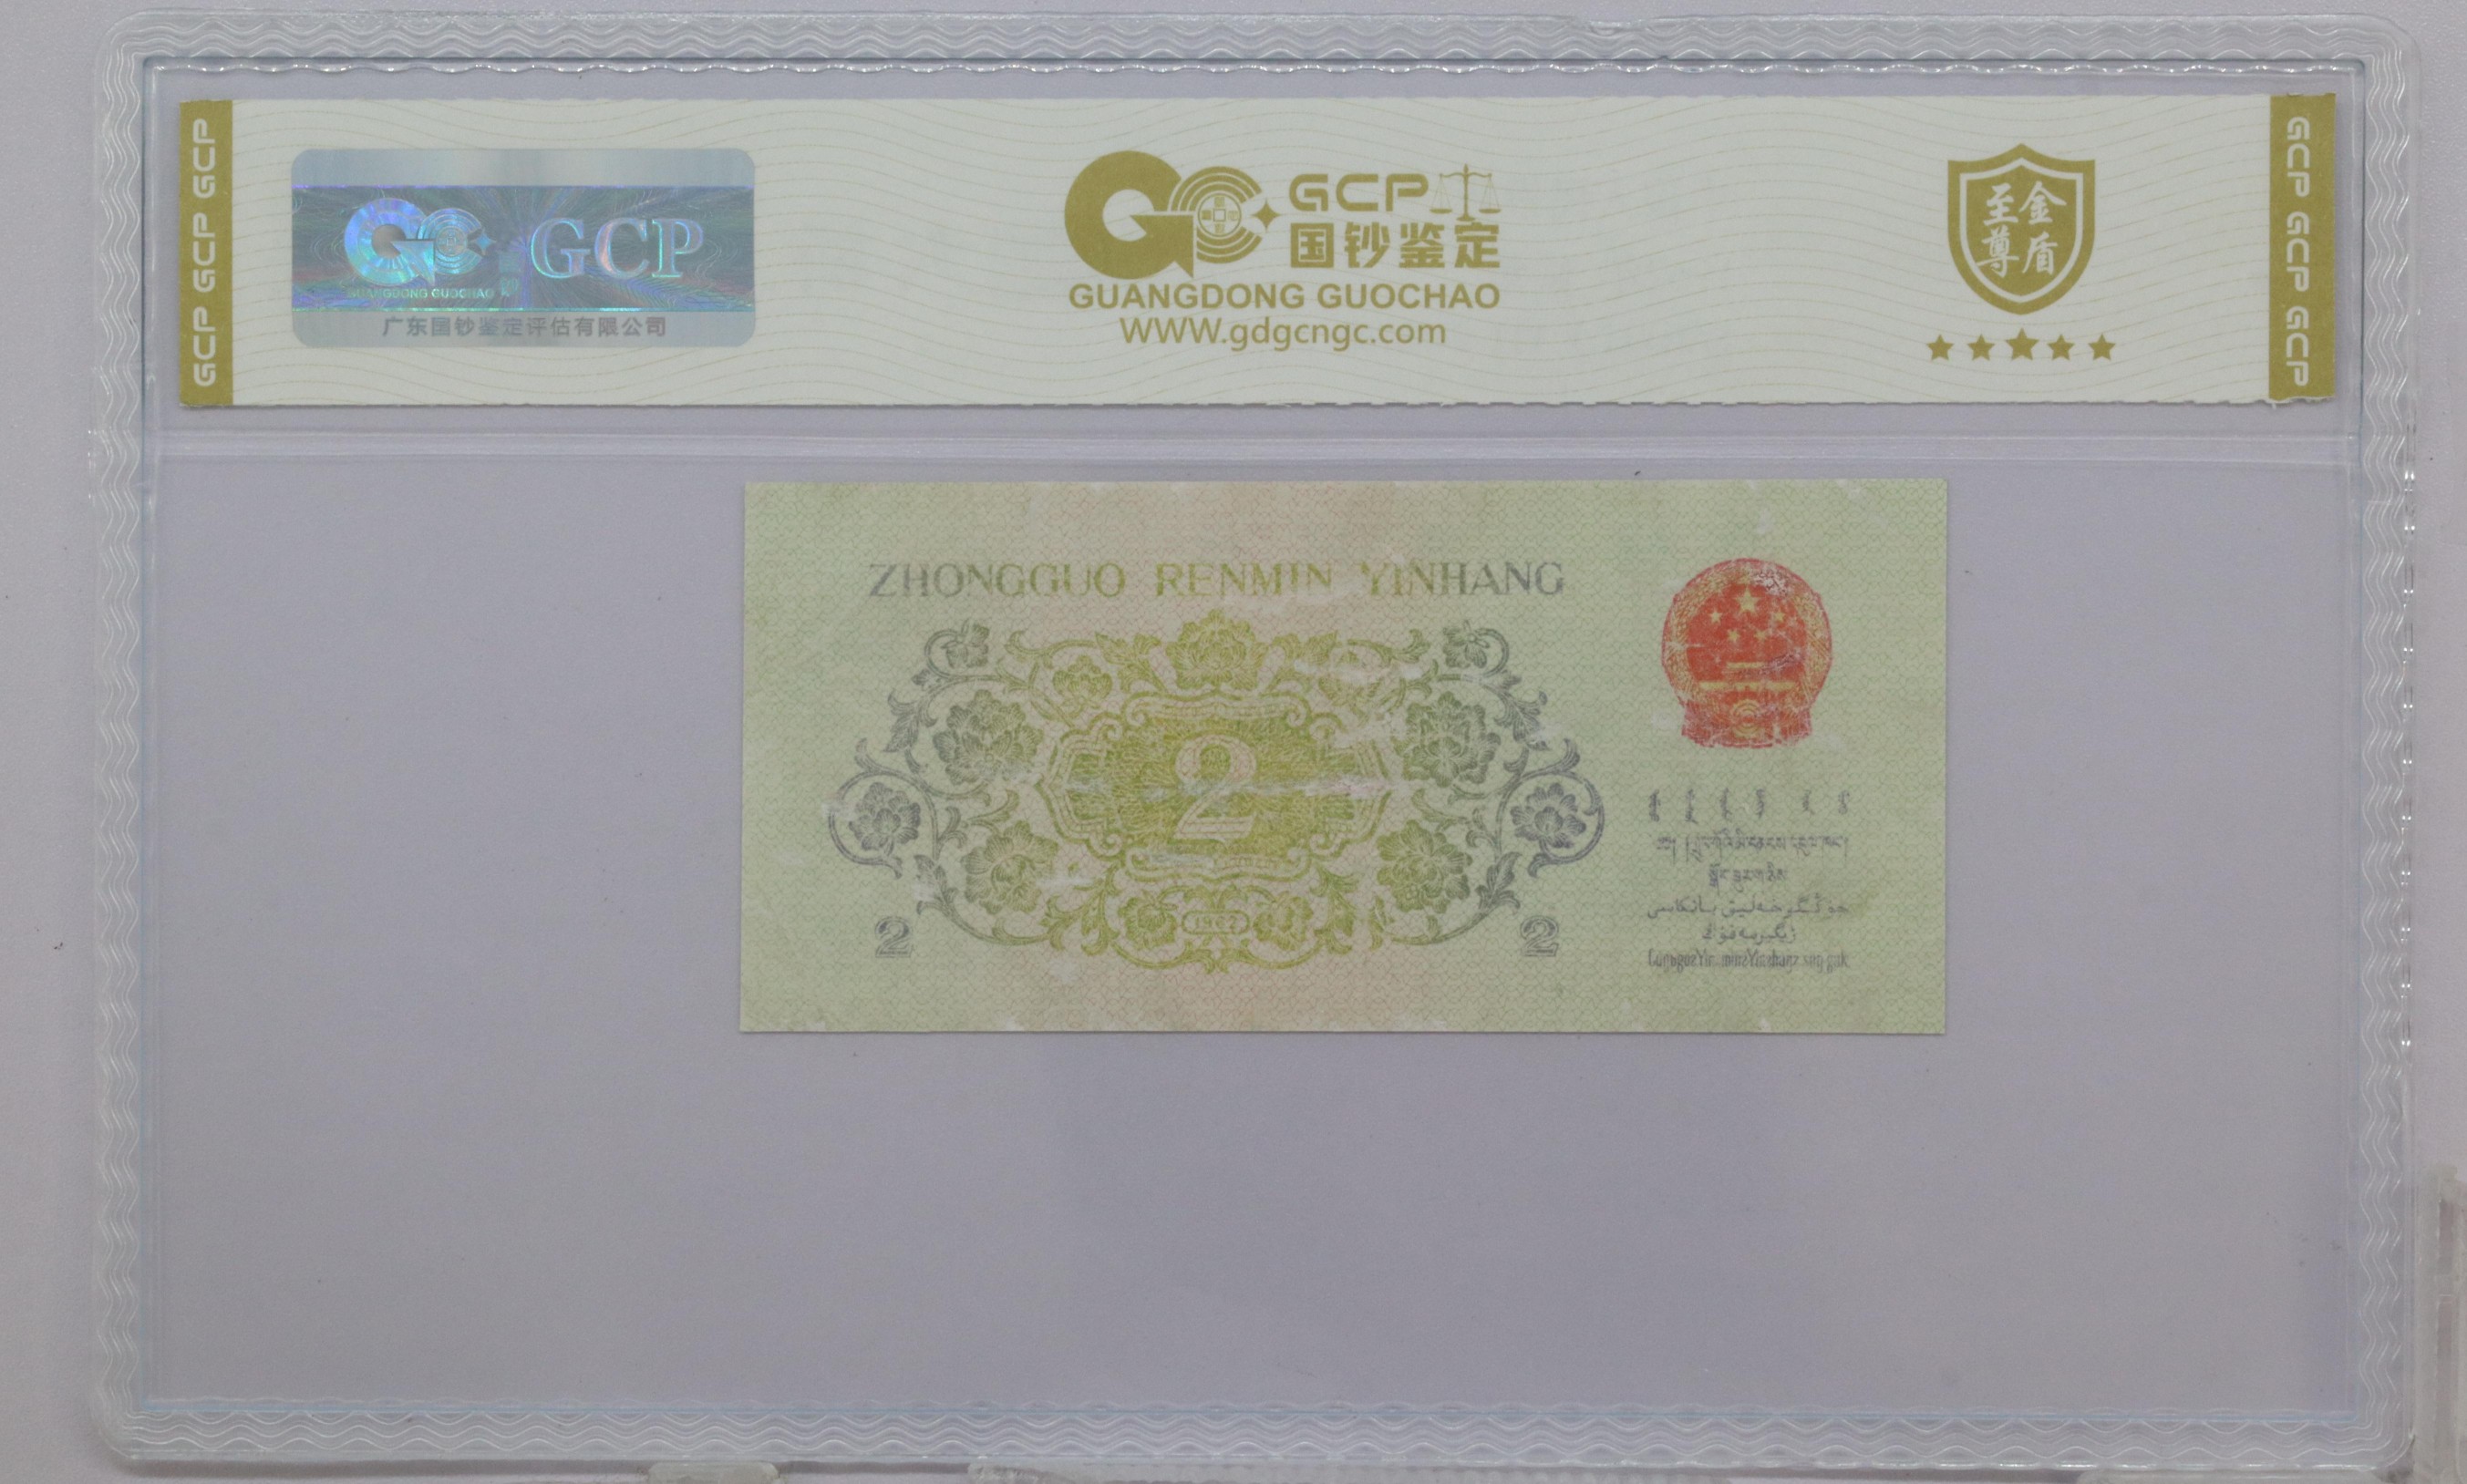 GCP GCP GCP
GCP
GUANGDONG GUOCHAO
广东国钞鉴定评估有限公司
GCP
国钞鉴定
GUANGDONG GUOCHAO
WWW.gdgcngc.com
至尊金盾
GCP GCP GCP
ZHONGGUO RENMIN YINHANG
2
2
2
1962